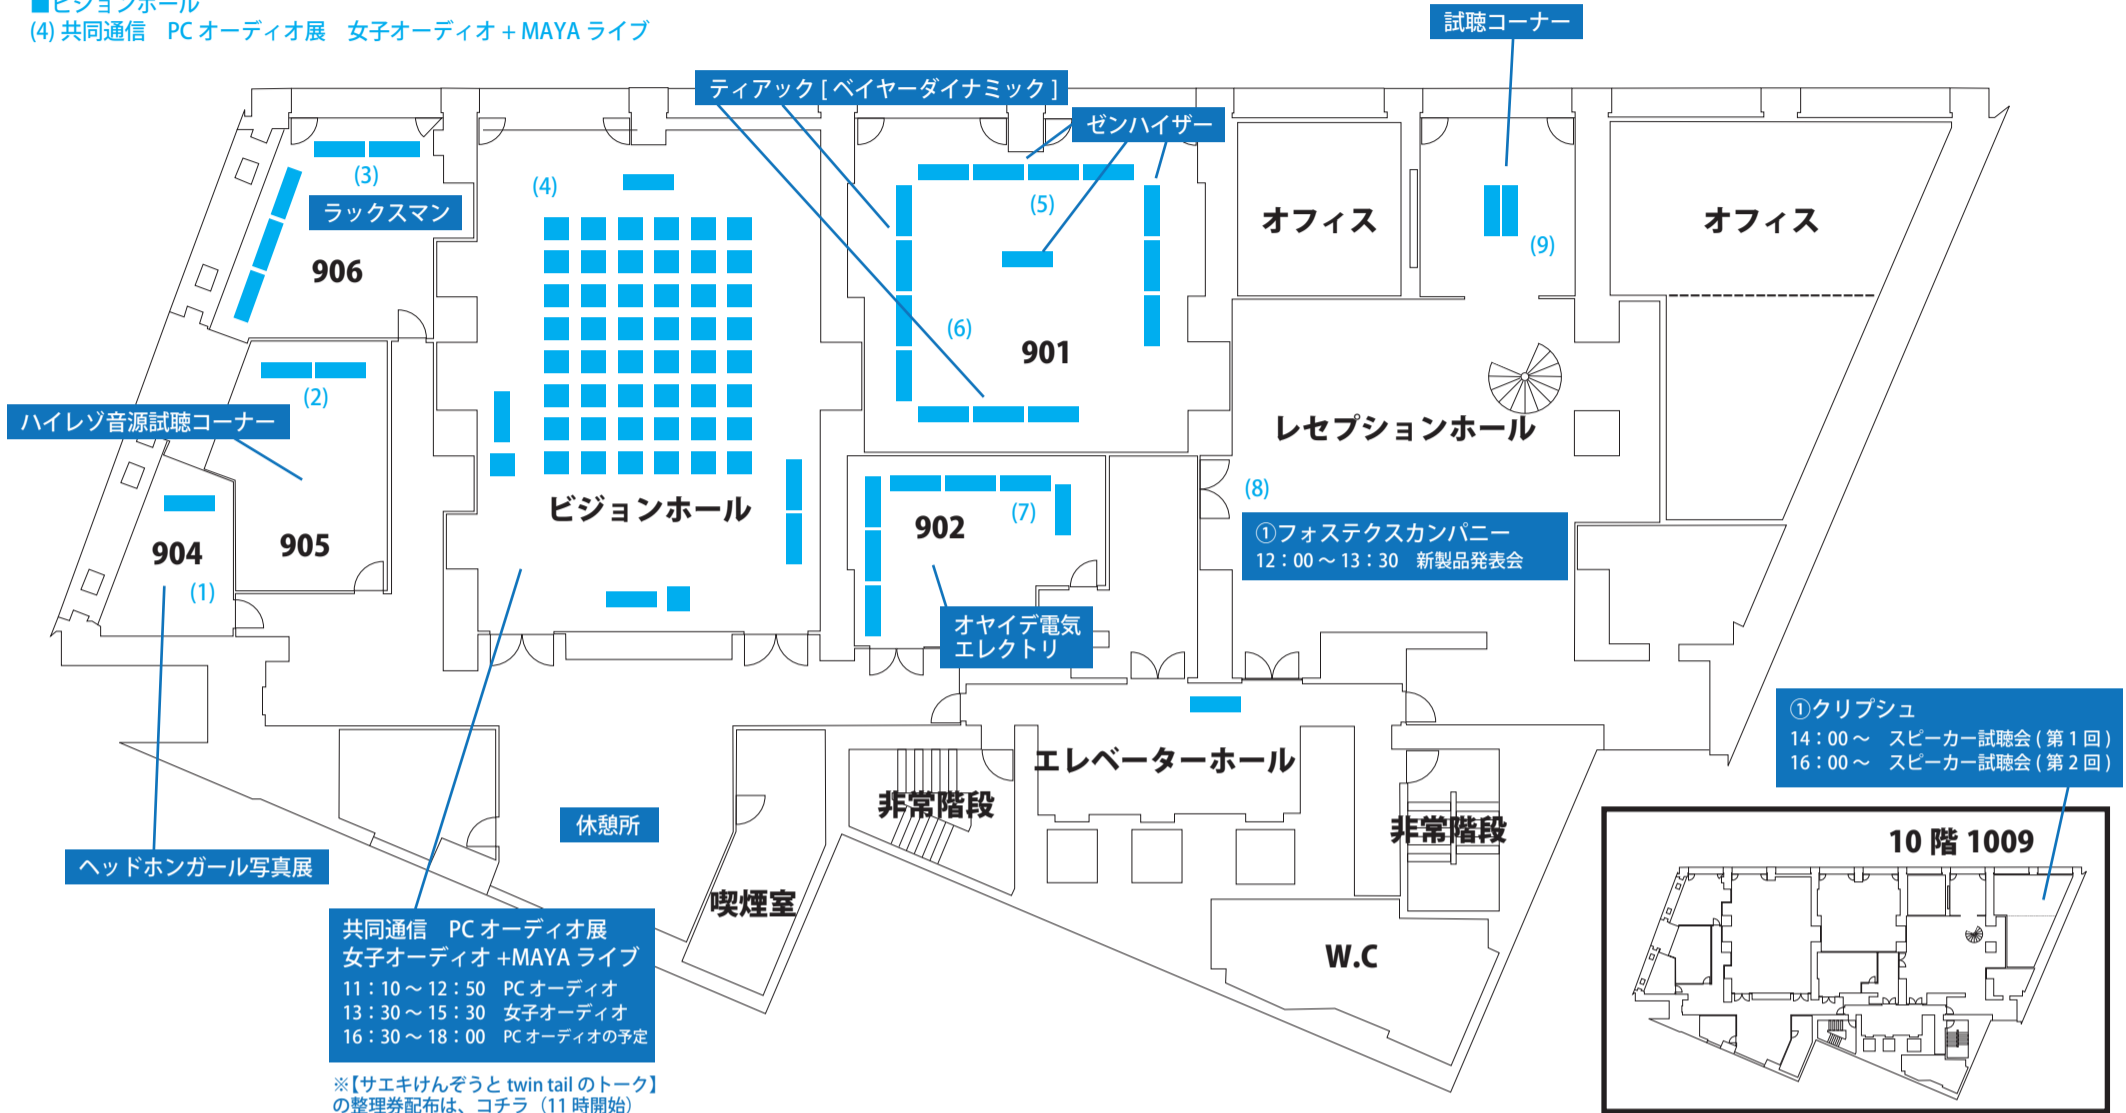 ■ビジョンホール
(4) 共同通信　PC オーディオ展　女子オーディオ + MAYA ライブ
試聴コーナー
ティアック [ ベイヤーダイナミック ]
ゼンハイザー
(3)
ラックスマン
906
(4)
(5)
オフィス
(9)
オフィス
(6)
901
(2)
ハイレゾ音源試聴コーナー
レセプションホール
ビジョンホール
904
905
(1)
902
(7)
(8)
①フォステクスカンパニー
12：00 ～ 13：30　新製品発表会
オヤイデ電気
エレクトリ
①クリプシュ
14：00 ～　スピーカー試聴会 ( 第 1 回 )
16：00 ～　スピーカー試聴会 ( 第 2 回 )
エレベーターホール
非常階段
非常階段
休憩所
ヘッドホンガール写真展
喫煙室
10 階 1009
W.C
共同通信　PC オーディオ展
女子オーディオ +MAYA ライブ
11：10 ～ 12：50　PC オーディオ
13：30 ～ 15：30　女子オーディオ
16：30 ～ 18：00　PC オーディオの予定
※【サエキけんぞうと twin tail のトーク】
の整理券配布は、コチラ（11 時開始）